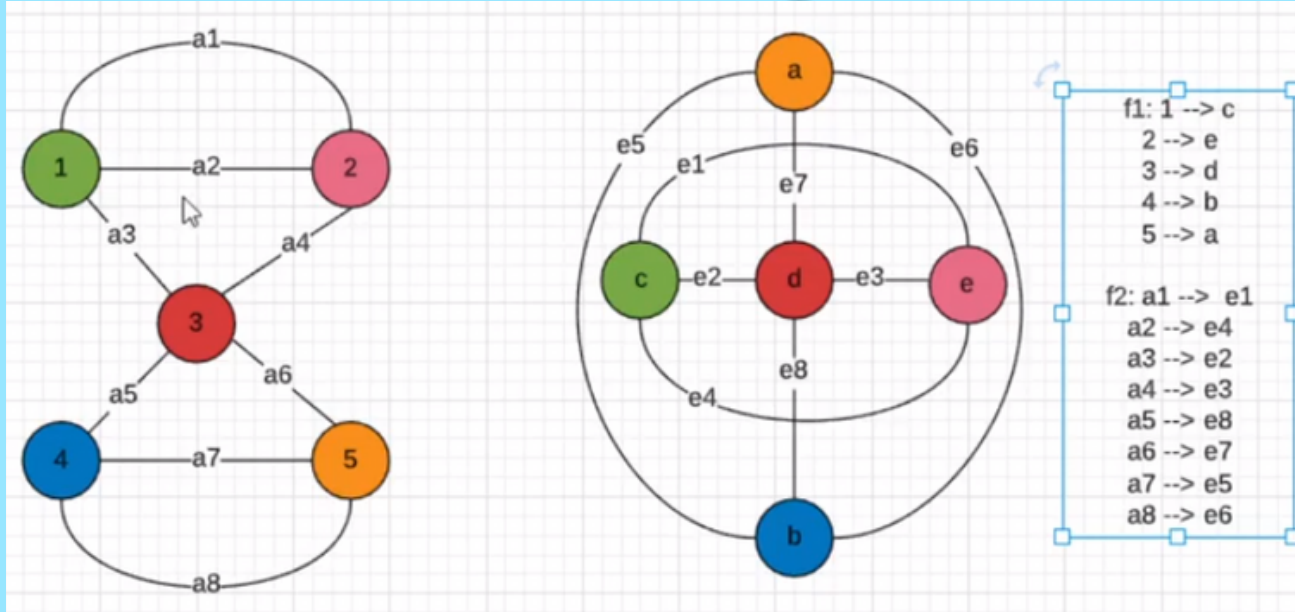 a1
1
a2
2
a3
a4
3
a5
a6
4
a7
5
a8
a
e5
e6
e1
e7
c
e2
d
e3
e
e8
e4
b
f1: 1 --> c
2 --> e
3 --> d
4 --> b
5 --> a
f2: a1 --> e1
a2 --> e4
a3 --> e2
a4 --> e3
a5 --> e8
a6 --> e7
a7 --> e5
a8 --> e6